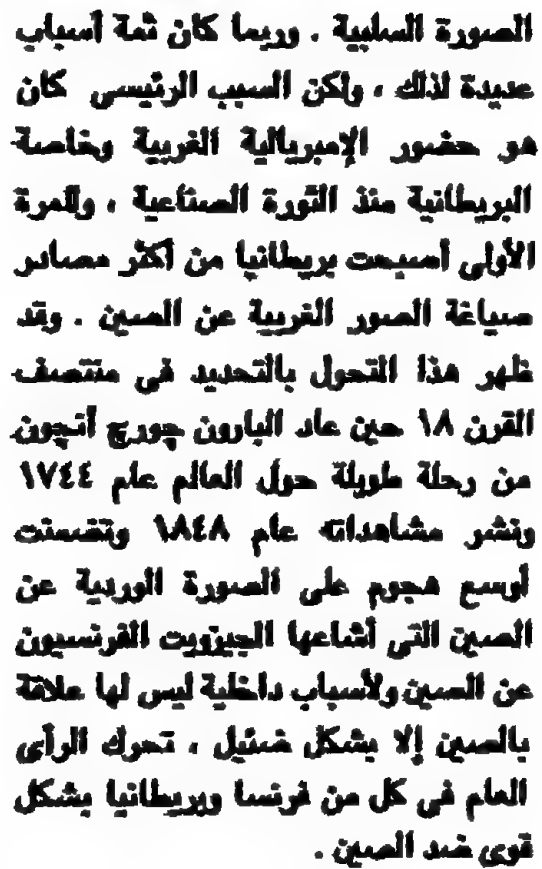 الصورة السلبية . وربما كان ثمة أسباب
عديدة لذلك ، ولكن السبب الرئيسى كان
هو حضور الإمبريالية الغربية وخاصة
البريطانية منذ الثورة الصناعية ، وللمرة
الأولى أصبحت بريطانيا من أكثر مصادر
صياغة الصور الغربية عن الصين . وقد
ظهر هذا التحول بالتحديد فى منتصف
القرن ١٨ حين عاد البارون چورچ آنچون
من رحلة طويلة حول العالم عام ١٧٤٤
ونشر مشاهداته عام ١٨٤٨ وتضمنت
أوسع هجوم على الصورة الوردية عن
الصين التى أشاعها الجيزويت الفرنسيون
عن الصين ولأسباب داخلية ليس لها علاقة
بالصين إلا بشكل ضئيل ، تحرك الرأى
العام فى كل من فرنسا وبريطانيا بشكل
قوى ضد الصين .